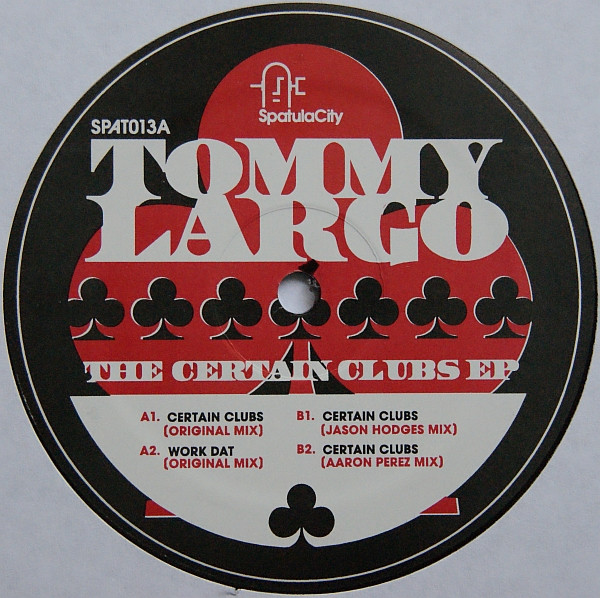 SpatulaCity
SPAT013A
TOMMY
LARGO
THE CERTAIN CLUBS EP
A1. CERTAIN CLUBS
(ORIGINAL MIX)
A2. WORK DAT
(ORIGINAL MIX)
B1. CERTAIN CLUBS
(JASON HODGES MIX)
B2. CERTAIN CLUBS
(AARON PEREZ MIX)